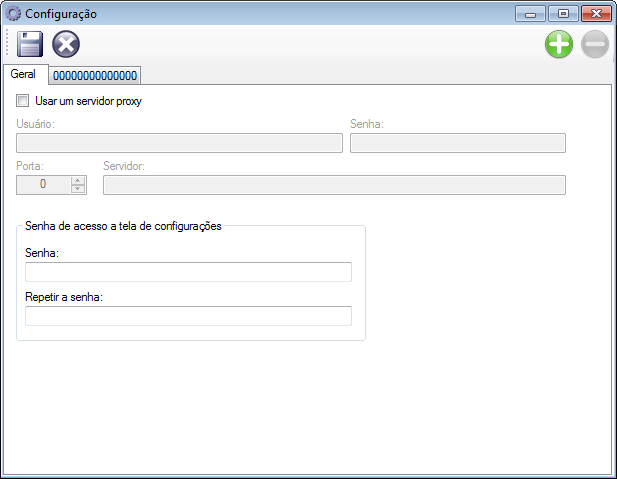 Configuração
Geral 00000000000000
Usar um servidor proxy
Usuário: Senha:
Porta: Servidor:
0
Senha de acesso a tela de configurações
Senha:
Repetir a senha: